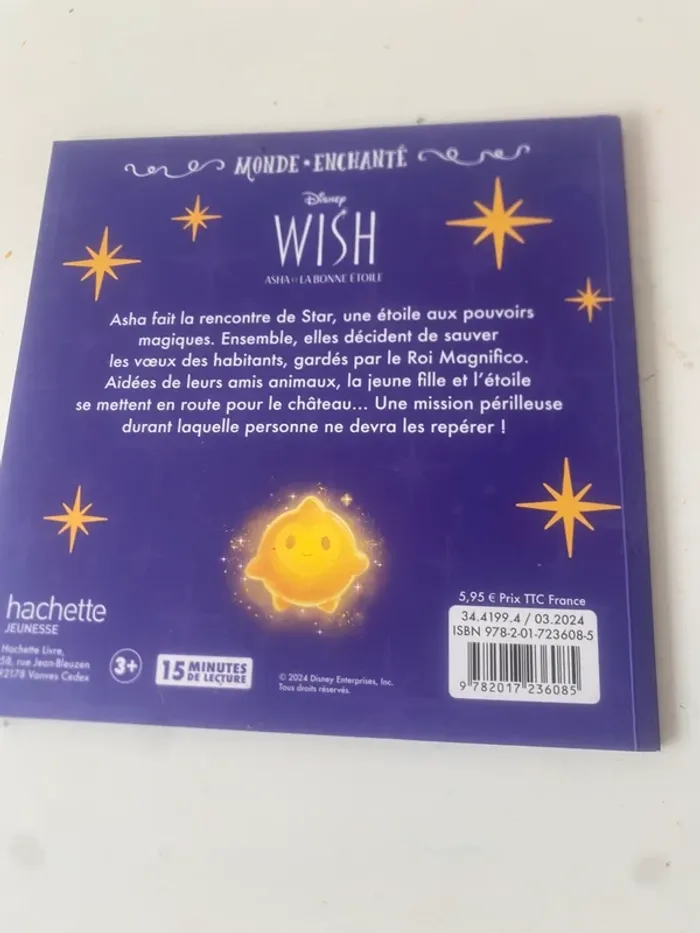 MONDE • ENCHANTÉ
Disney
WISH
ASHA ET LA BONNE ÉTOILE
Asha fait la rencontre de Star, une étoile aux pouvoirs
magiques. Ensemble, elles décident de sauver
les vœux des habitants, gardés par le Roi Magnifico.
Aidées de leurs amis animaux, la jeune fille et l'étoile
se mettent en route pour le château... Une mission périlleuse
durant laquelle personne ne devra les repérer !
hachette
JEUNESSE
Hachette Livre,
58, rue Jean-Bleuzen
92178 Vanves Cedex
3+
15 MINUTES
DE LECTURE
© 2024 Disney Enterprises, Inc.
Tous droits réservés.
5,95 € Prix TTC France
34.4199.4 / 03.2024
ISBN 978-2-01-723608-5
9 782017 236085